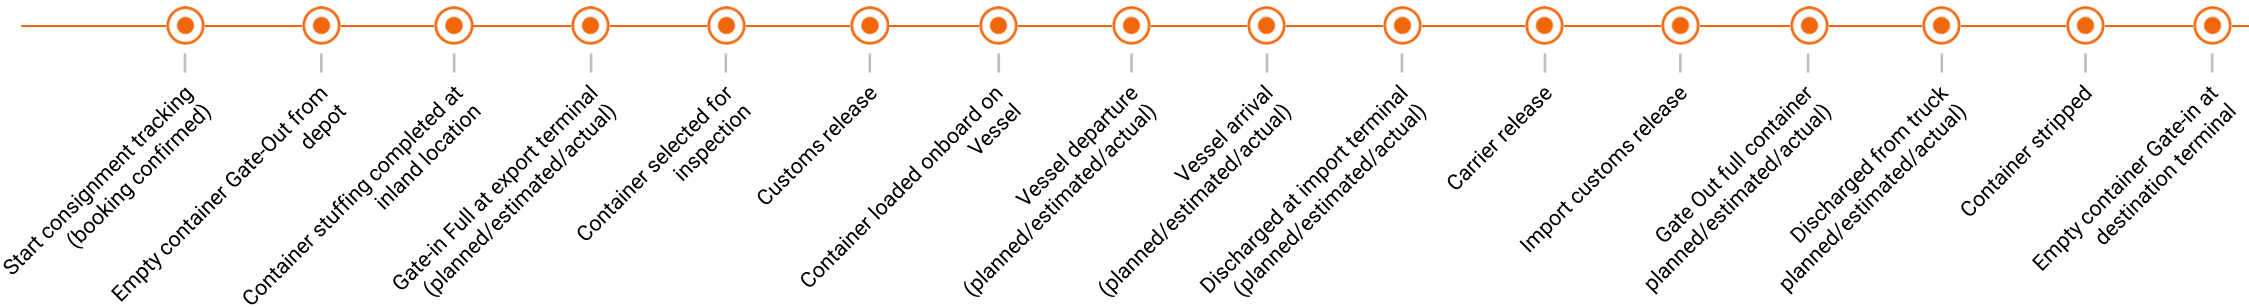 Start consignment tracking
(booking confirmed)
Empty container Gate-Out from
depot
Container stuffing completed at
inland location
Gate-in Full at export terminal
(planned/estimated/actual)
Container selected for
inspection
Customs release
Container loaded onboard on
Vessel
Vessel departure
(planned/estimated/actual)
Vessel arrival
(planned/estimated/actual)
Discharged at import terminal
(planned/estimated/actual)
Carrier release
Import customs release
Gate Out full container
planned/estimated/actual)
Discharged from truck
planned/estimated/actual)
Container stripped
Empty container Gate-in at
destination terminal